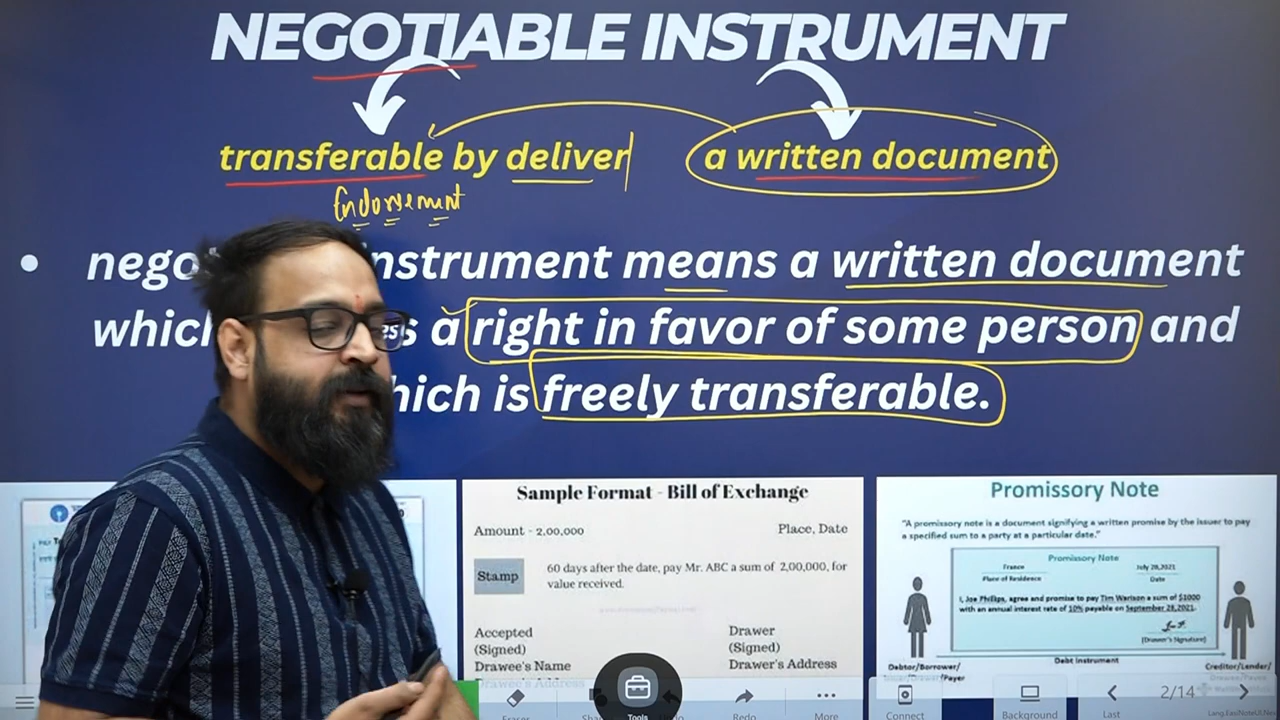 NEGOTIABLE INSTRUMENT
transferable by deliver
a written document
Endorsement
instrument means a written document
a right in favor of some person and
which is freely transferable.
Sample Format - Bill of Exchange
Amount - 2,00,000
Place, Date
Stamp
60 days after the date, pay Mr. ABC a sum of 2,00,000, for
value received.
Accepted
(Signed)
Drawee's Name
Drawee's Address
Drawer
(Signed)
Drawer's Address
Promissory Note
"A promissory note is a document signifying a written promise by the issuer to pay
a specified sum to a party at a particular date."
Promissory Note
France
July 28,2021
Place of Residence
Date
I, Joe Phillips, agree and promise to pay Tim Warison a sum of $1000
with an annual interest rate of 10% payable on September 28,2021.
(Drawer's Signature)
Debtor/Borrower/
Debt Instrument
Creditor/Lender/
Eraser
Tools
Undo
Redo
More
Connect
Background
Last
2/14